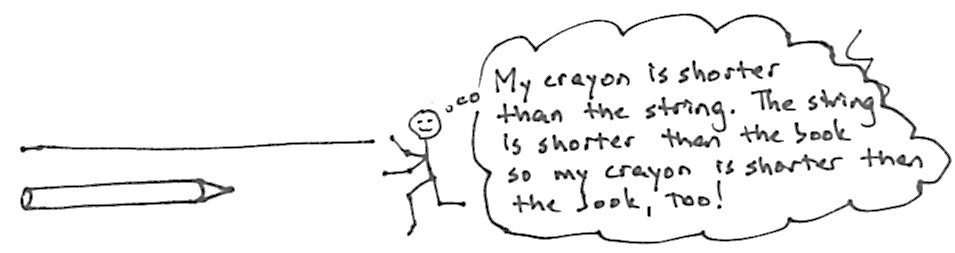 My crayon is shorter
than the string. The string
is shorter than the book
so my crayon is shorter than
the book, too!